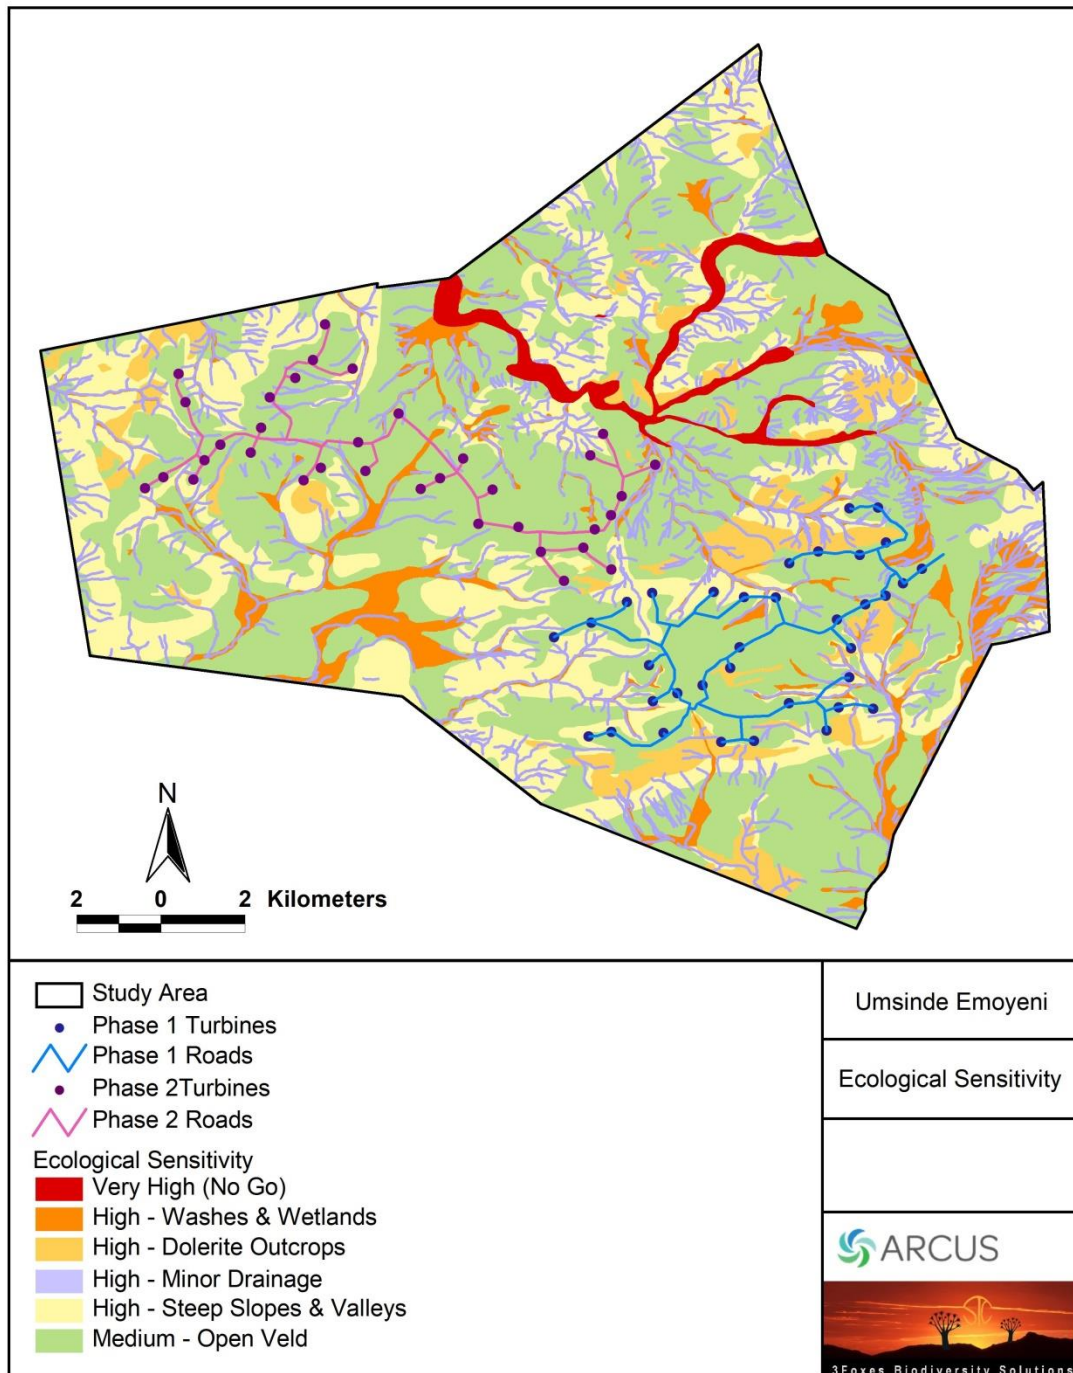 N
2 0 2 Kilometers
Study Area
Phase 1 Turbines
Phase 1 Roads
Phase 2Turbines
Phase 2 Roads
Ecological Sensitivity
Very High (No Go)
High - Washes & Wetlands
High - Dolerite Outcrops
High - Minor Drainage
High - Steep Slopes & Valleys
Medium - Open Veld
Umsinde Emoyeni
Ecological Sensitivity
ARCUS
3Foxes Biodiversity Solutions